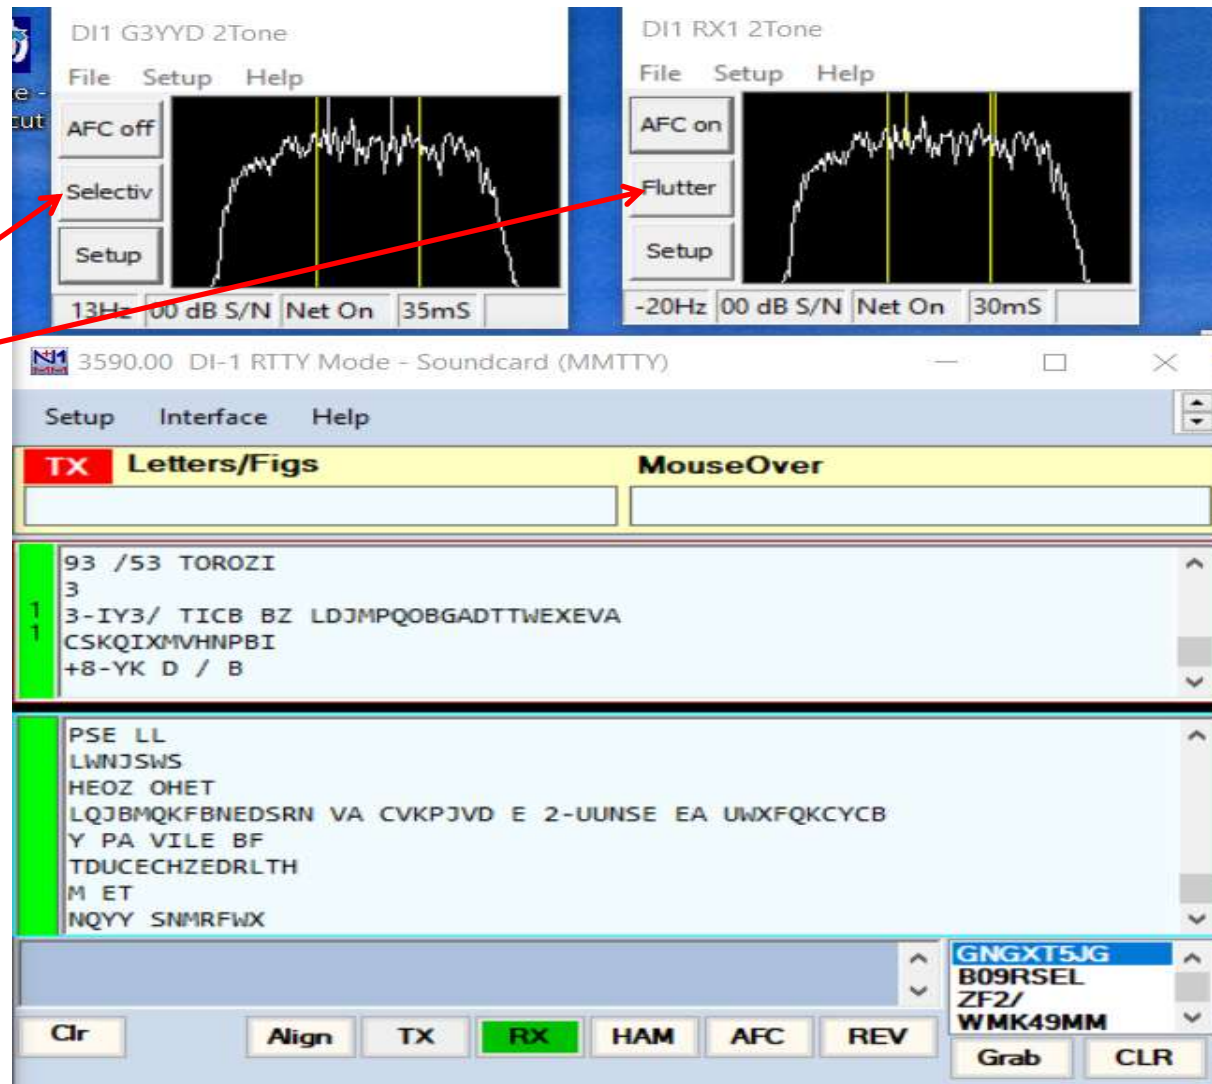 DI1 G3YYD 2Tone
File Setup Help
AFC off
Selectiv
Setup
13Hz 00 dB S/N Net On 35mS
DI1 RX1 2Tone
File Setup Help
AFC on
Flutter
Setup
-20Hz 00 dB S/N Net On 30mS
e -
cut
N1 3590.00 DI-1 RTTY Mode - Soundcard (MMTTY)
Setup Interface Help
TX Letters/Figs MouseOver
93 /53 TOROZI
3
3-IY3/ TICB BZ LDJMPQOBGADTTWEXEVA
CSKQIXMVHNPBI
+8-YK D / B
1
1
PSE LL
LWNJSWS
HEOZ OHET
LQJBMQKFBNEDSRN VA CVKPJVD E 2-UUNSE EA UWXFQKCYCB
Y PA VILE BF
TDUCECHZEDRLTH
M ET
NQYY SNMRFWX
GNGXT5JG
B09RSEL
ZF2/
WMK49MM
Clr Align TX RX HAM AFC REV
Grab CLR